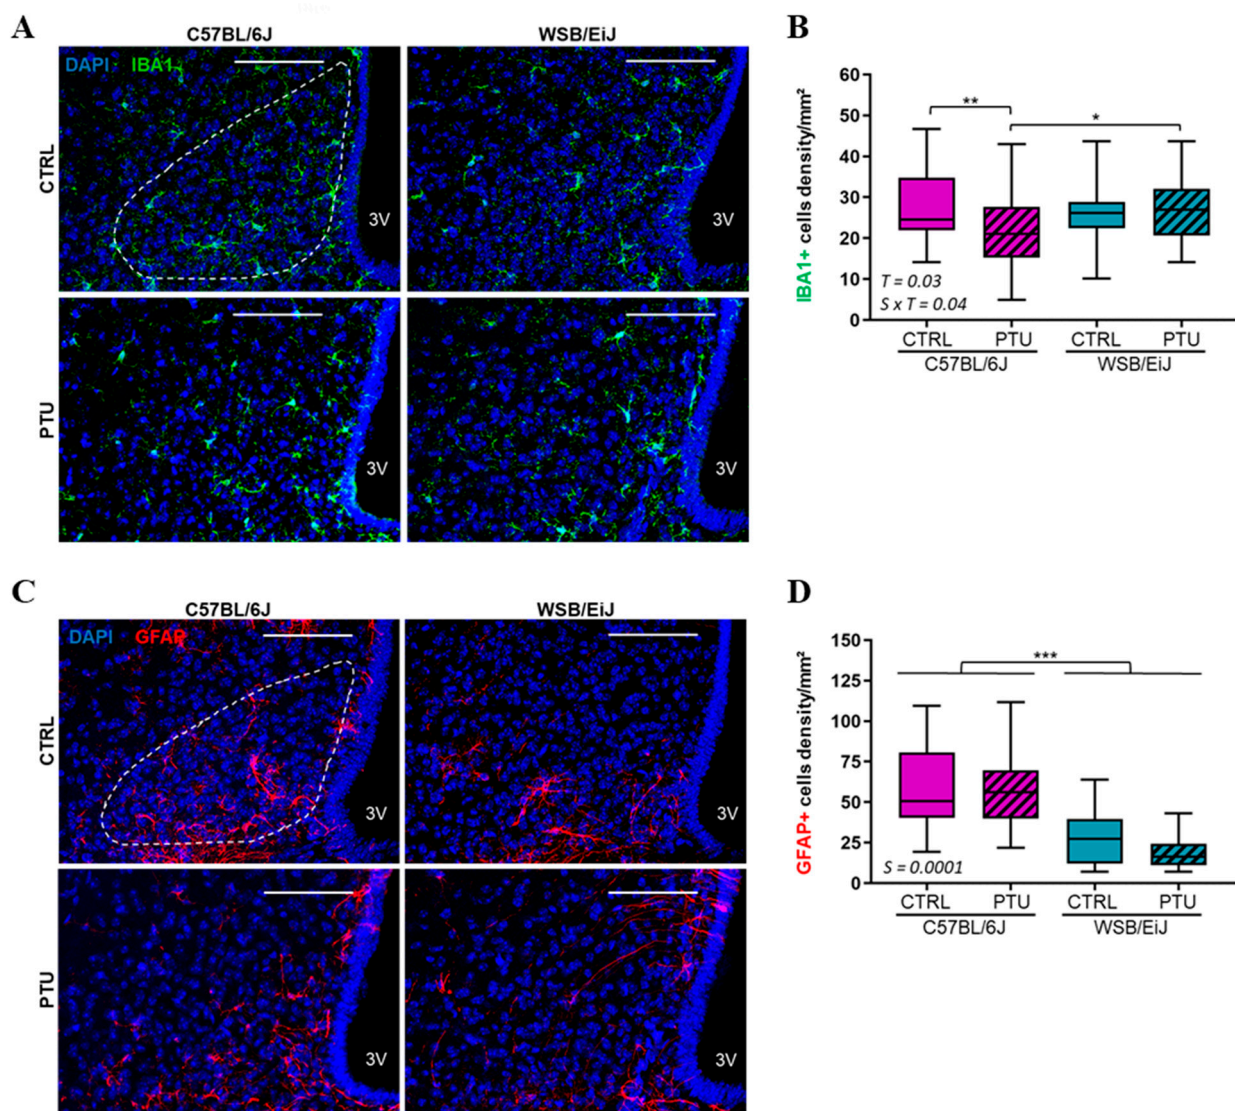 A
C57BL/6J
WSB/EiJ
DAPI IBA1
CTRL
3V
3V
PTU
3V
3V
B
IBA1+ cells density/mm²
60
50
40
30
20
10
0
**
*
T = 0.03
S x T = 0.04
CTRL PTU CTRL PTU
C57BL/6J WSB/EiJ
C
C57BL/6J
WSB/EiJ
DAPI GFAP
CTRL
3V
3V
PTU
3V
3V
D
GFAP+ cells density/mm²
150
125
100
75
50
25
0
***
S = 0.0001
CTRL PTU CTRL PTU
C57BL/6J WSB/EiJ